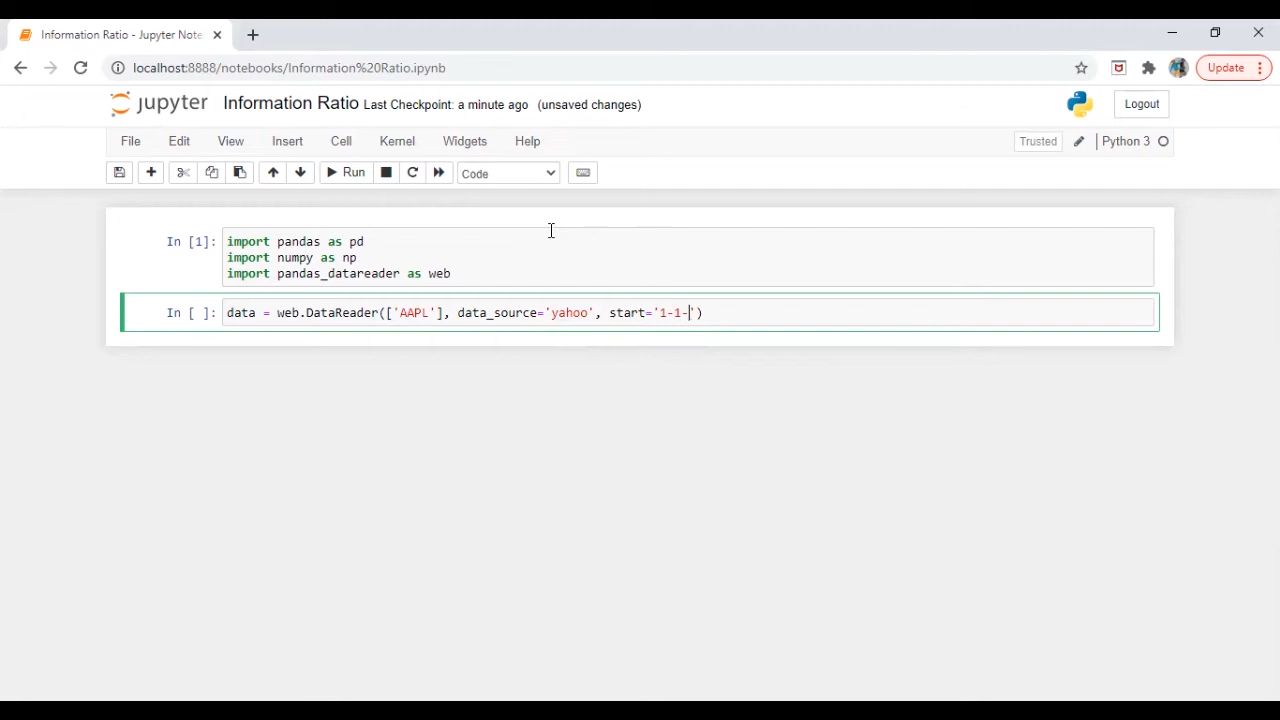 Information Ratio - Jupyter Note
localhost:8888/notebooks/Information%20Ratio.ipynb
Update
jupyter Information Ratio Last Checkpoint: a minute ago (unsaved changes)
Logout
File Edit View Insert Cell Kernel Widgets Help
Trusted
Python 3
Run
Code
In [1]: import pandas as pd
import numpy as np
import pandas_datareader as web
In [ ]: data = web.DataReader(['AAPL'], data_source='yahoo', start='1-1-')